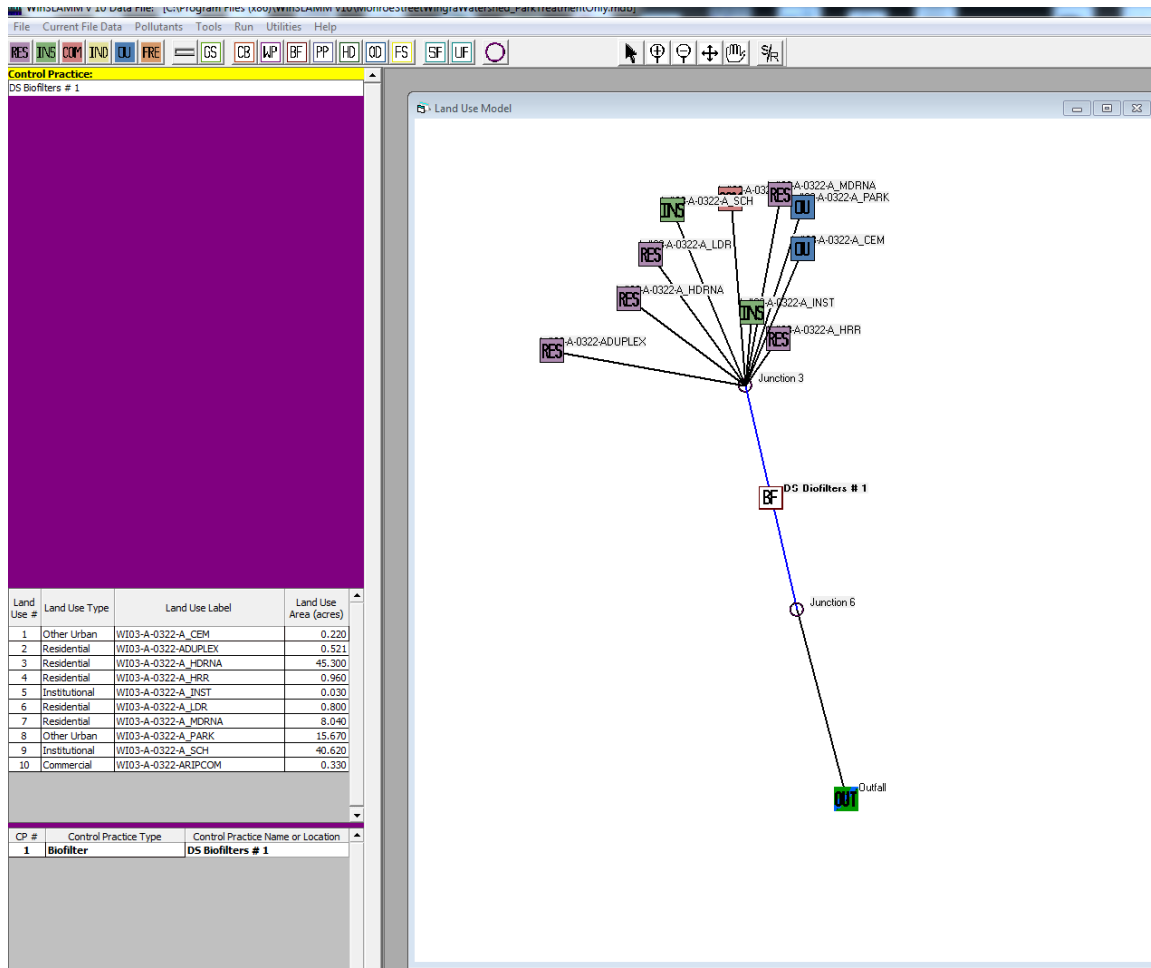 WinSLAMM v 10 Data File: [C:\Program Files (x86)\WinSLAMM v10\MonroeStreetWingraWatershed_ParkTreatmentOnly.mdb]
File Current File Data Pollutants Tools Run Utilities Help
RES INS COM IND OU FRE GS CB WP BF PP HD OD FS SF UF S/R
Control Practice:
DS Biofilters # 1
Land Use Model
-A-0322-A_MDRNA
RES
-A-0322-A_PARK
OU
-A-0322-A_SCH
INS
-A-0322-A_CEM
OU
-A-0322-A_LDR
RES
-A-0322-A_HDRNA
RES
-A-0322-A_INST
INS
-A-0322-A_HRR
RES
-A-0322-ADUPLEX
RES
Junction 3
DS Biofilters # 1
BF
Junction 6
Outfall
OUT
Land Use # Land Use Type Land Use Label Land Use Area (acres)
1 Other Urban WI03-A-0322-A_CEM 0.220
2 Residential WI03-A-0322-ADUPLEX 0.521
3 Residential WI03-A-0322-A_HDRNA 45.300
4 Residential WI03-A-0322-A_HRR 0.960
5 Institutional WI03-A-0322-A_INST 0.030
6 Residential WI03-A-0322-A_LDR 0.800
7 Residential WI03-A-0322-A_MDRNA 8.040
8 Other Urban WI03-A-0322-A_PARK 15.670
9 Institutional WI03-A-0322-A_SCH 40.620
10 Commercial WI03-A-0322-ARIPCOM 0.330
CP # Control Practice Type Control Practice Name or Location
1 Biofilter DS Biofilters # 1